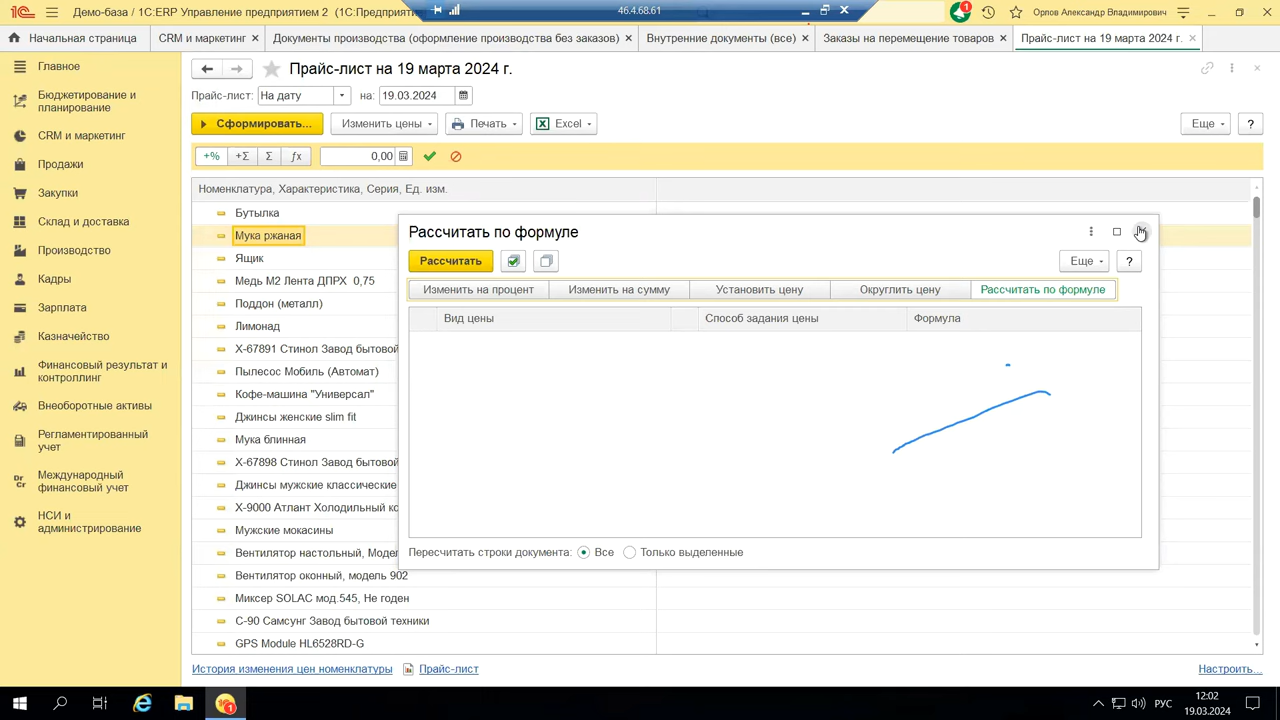 Демо-база / 1С:ERP Управление предприятием 2 (1С:Предприятие
46.4.68.61
Орлов Александр Владимирович
Начальная страница
CRM и маркетинг
Документы производства (оформление производства без заказов)
Внутренние документы (все)
Заказы на перемещение товаров
Прайс-лист на 19 марта 2024 г.
Главное
Бюджетирование и
планирование
CRM и маркетинг
Продажи
Закупки
Склад и доставка
Производство
Кадры
Зарплата
Казначейство
Финансовый результат и
контроллинг
Внеоборотные активы
Регламентированный
учет
Международный
финансовый учет
НСИ и
администрирование
Прайс-лист на 19 марта 2024 г.
Прайс-лист: На дату на: 19.03.2024
Сформировать... Изменить цены Печать Excel Еще ?
+% +Σ Σ ƒx 0,00
Номенклатура, Характеристика, Серия, Ед. изм.
Бутылка
Мука ржаная
Ящик
Медь М2 Лента ДПРХ 0,75
Поддон (металл)
Лимонад
Х-67891 Стинол Завод бытовой
Пылесос Мобиль (Автомат)
Кофе-машина "Универсал"
Джинсы женские slim fit
Мука блинная
Х-67898 Стинол Завод бытовой
Джинсы мужские классические
Х-9000 Атлант Холодильный ко
Мужские мокасины
Вентилятор настольный, Модел
Вентилятор оконный, модель 902
Миксер SOLAC мод.545, Не годен
С-90 Самсунг Завод бытовой техники
GPS Module HL6528RD-G
Рассчитать по формуле
Рассчитать Еще ?
Изменить на процент Изменить на сумму Установить цену Округлить цену Рассчитать по формуле
Вид цены Способ задания цены Формула
Пересчитать строки документа: Все Только выделенные
История изменения цен номенклатуры Прайс-лист Настроить...
РУС
12:02
19.03.2024